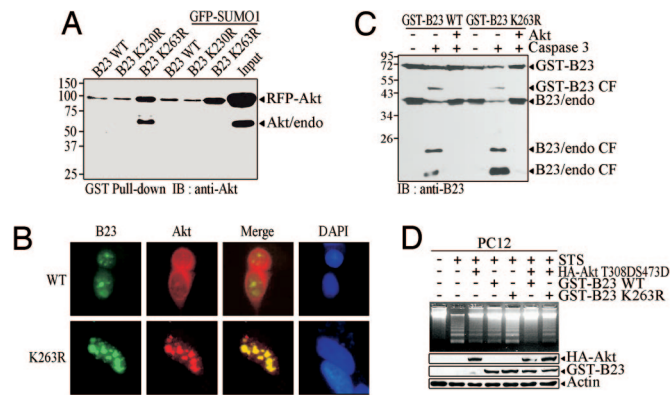 A
GFP-SUMO1
B23 WT
B23 K230R
B23 K263R
B23 WT
B23 K230R
B23 K263R
Input
150
100
75
50
37
25
RFP-Akt
Akt/endo
GST Pull-down IB : anti-Akt
B
B23 Akt Merge DAPI
WT
K263R
C
GST-B23 WT GST-B23 K263R
- - + - - + Akt
- + + - + + Caspase 3
95
72
55
43
34
26
GST-B23
GST-B23 CF
B23/endo
B23/endo CF
B23/endo CF
IB : anti-B23
D
PC12
- + + + + + + STS
- - + - - + + HA-Akt T308DS473D
- - - + - + - GST-B23 WT
- - - - + - + GST-B23 K263R
HA-Akt
GST-B23
Actin